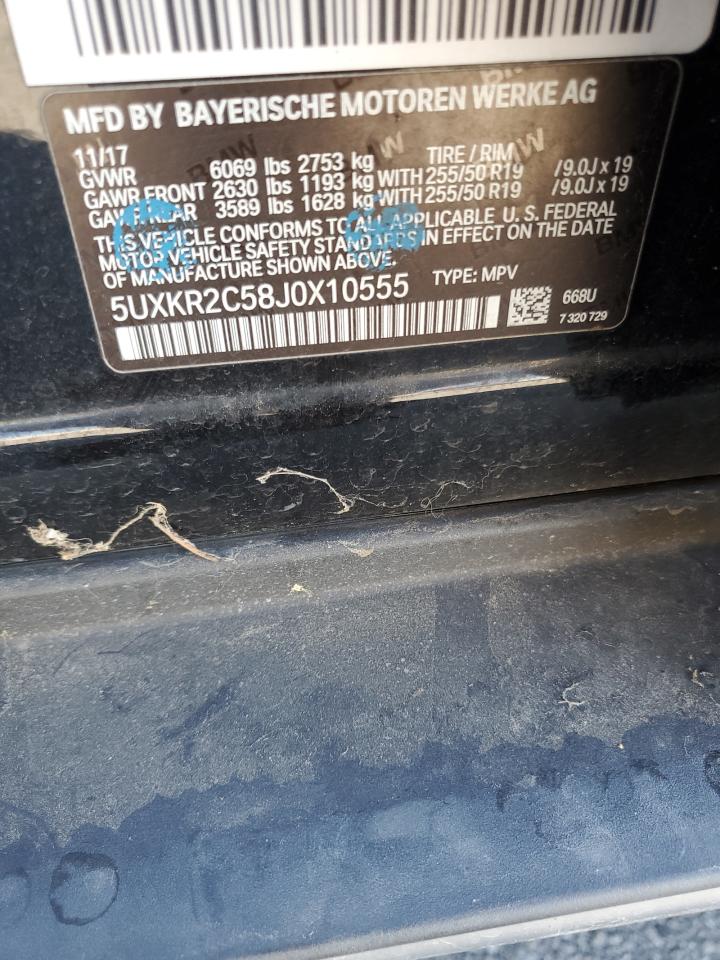 MFD BY BAYERISCHE MOTOREN WERKE AG
11/17 TIRE / RIM
GVWR 6069 lbs 2753 kg
GAWR FRONT 2630 lbs 1193 kg WITH 255/50 R19 /9.0J x 19
GAWR REAR 3589 lbs 1628 kg WITH 255/50 R19 /9.0J x 19
THIS VEHICLE CONFORMS TO ALL APPLICABLE U.S. FEDERAL
MOTOR VEHICLE SAFETY STANDARDS IN EFFECT ON THE DATE
OF MANUFACTURE SHOWN ABOVE.
5UXKR2C58J0X10555 TYPE: MPV
668U
7 320 729